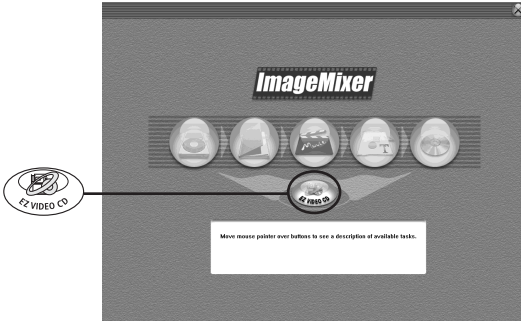 ImageMixer
EZ VIDEO CD
EZ VIDEO CD
Move mouse pointer over buttons to see a description of available tasks.